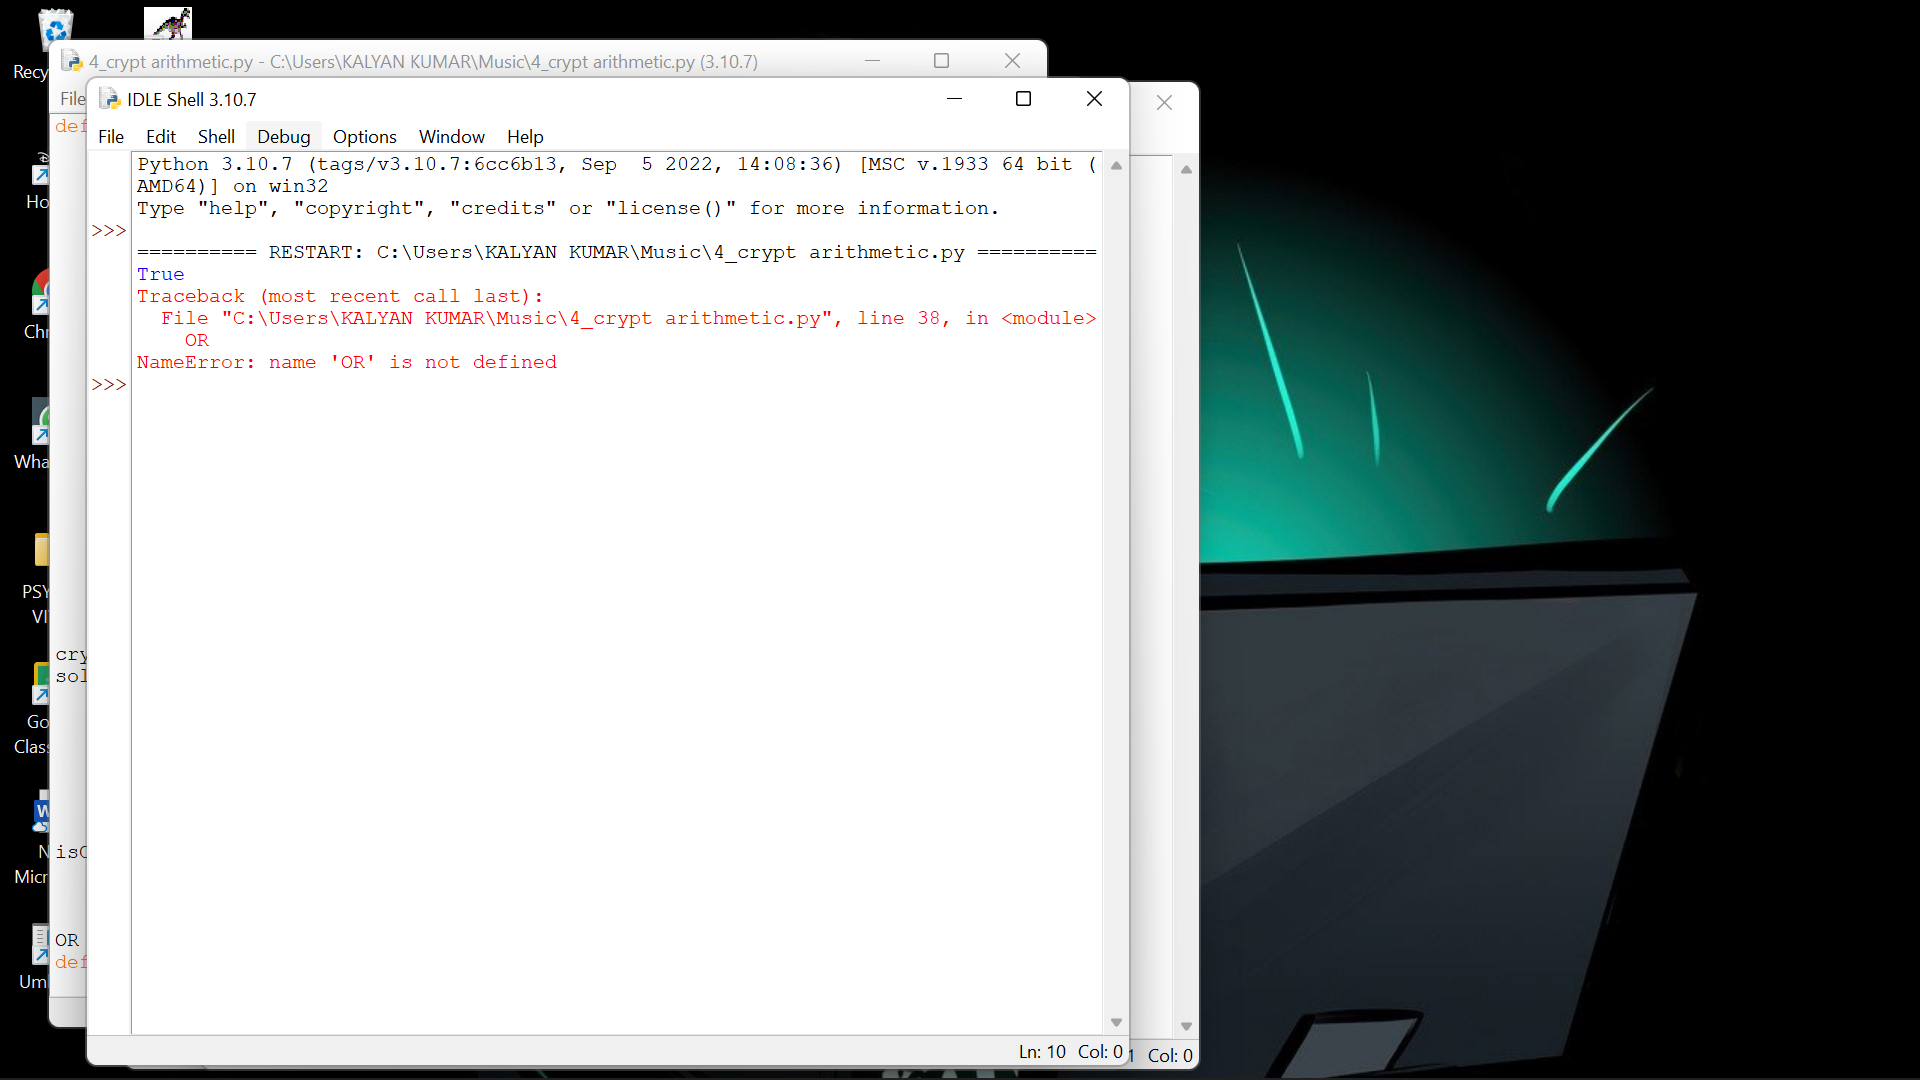 Recy
4_crypt arithmetic.py - C:\Users\KALYAN KUMAR\Music\4_crypt arithmetic.py (3.10.7)
File
IDLE Shell 3.10.7
File Edit Shell Debug Options Window Help
def
Python 3.10.7 (tags/v3.10.7:6cc6b13, Sep  5 2022, 14:08:36) [MSC v.1933 64 bit (
AMD64)] on win32
Type "help", "copyright", "credits" or "license()" for more information.
>>>
========== RESTART: C:\Users\KALYAN KUMAR\Music\4_crypt arithmetic.py ==========
True
Traceback (most recent call last):
  File "C:\Users\KALYAN KUMAR\Music\4_crypt arithmetic.py", line 38, in <module>
    OR
NameError: name 'OR' is not defined
>>>
Ho
Chr
Wha
PSY
VI
cry
sol
Go
Clas
isC
N
Micr
OR
def
Um
Ln: 10 Col: 0
1 Col: 0